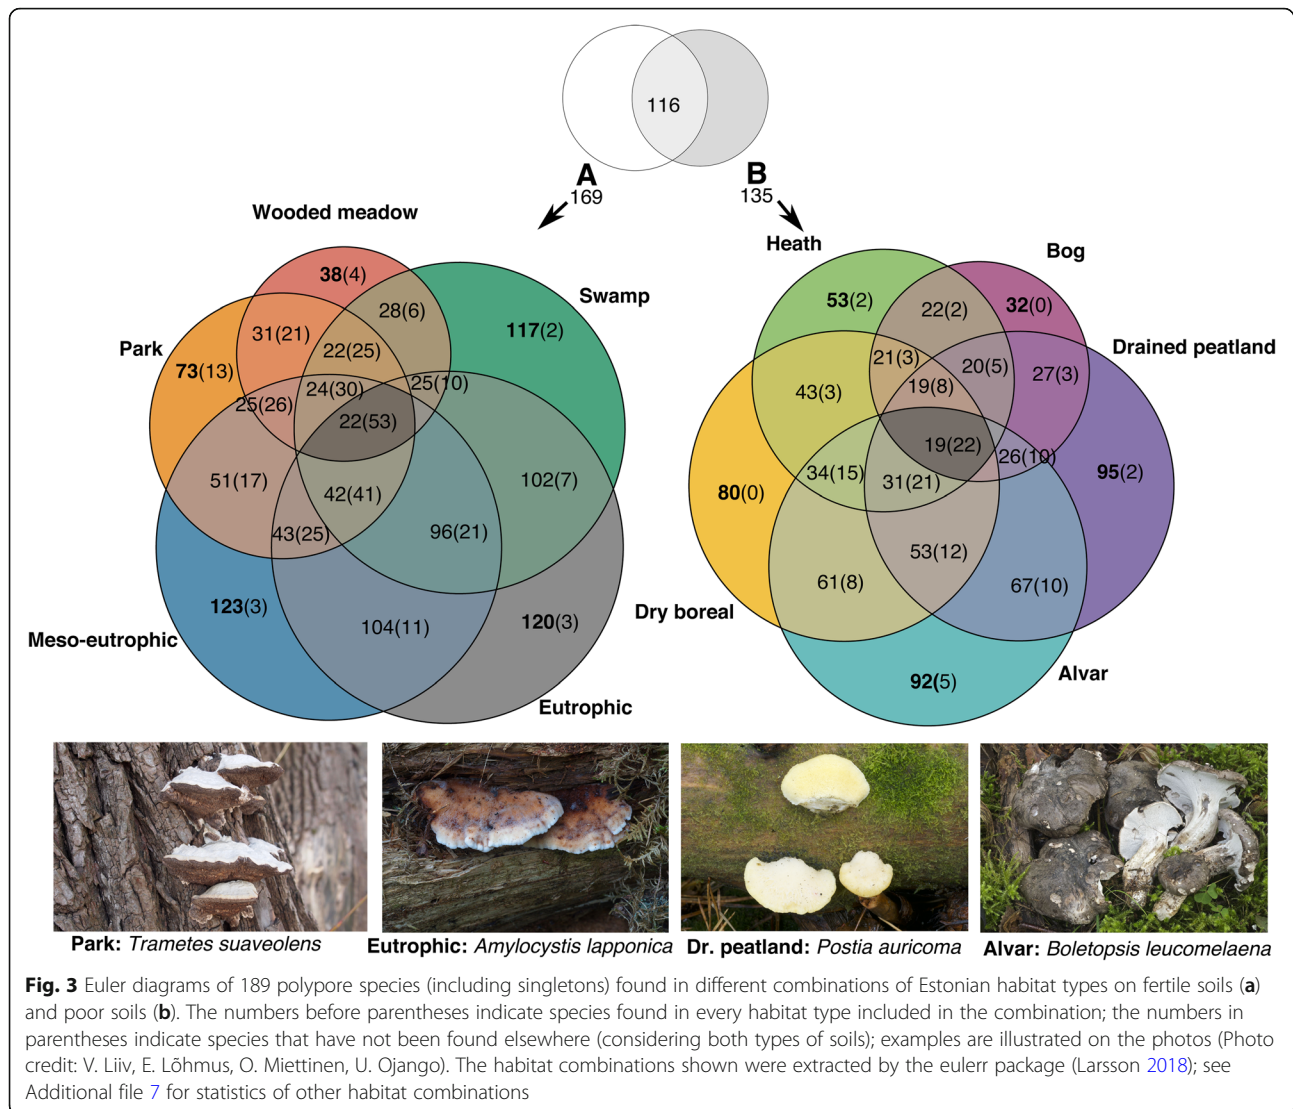 116
A
169
B
135
Wooded meadow
Heath
Bog
38(4)
Swamp
53(2)
22(2)
32(0)
28(6)
117(2)
31(21)
Park
22(25)
Drained peatland
73(13)
21(3)
20(5)
27(3)
24(30)
25(10)
43(3)
19(8)
25(26)
22(53)
19(22)
26(10)
51(17)
42(41)
102(7)
34(15)
31(21)
95(2)
80(0)
43(25)
96(21)
53(12)
61(8)
67(10)
123(3)
104(11)
120(3)
Dry boreal
Meso-eutrophic
92(5)
Alvar
Eutrophic
Park: Trametes suaveolens
Eutrophic: Amylocystis lapponica
Dr. peatland: Postia auricoma
Alvar: Boletopsis leucomelaena
Fig. 3 Euler diagrams of 189 polypore species (including singletons) found in different combinations of Estonian habitat types on fertile soils (a)
and poor soils (b). The numbers before parentheses indicate species found in every habitat type included in the combination; the numbers in
parentheses indicate species that have not been found elsewhere (considering both types of soils); examples are illustrated on the photos (Photo
credit: V. Liiv, E. Lõhmus, O. Miettinen, U. Ojango). The habitat combinations shown were extracted by the eulerr package (Larsson 2018); see
Additional file 7 for statistics of other habitat combinations